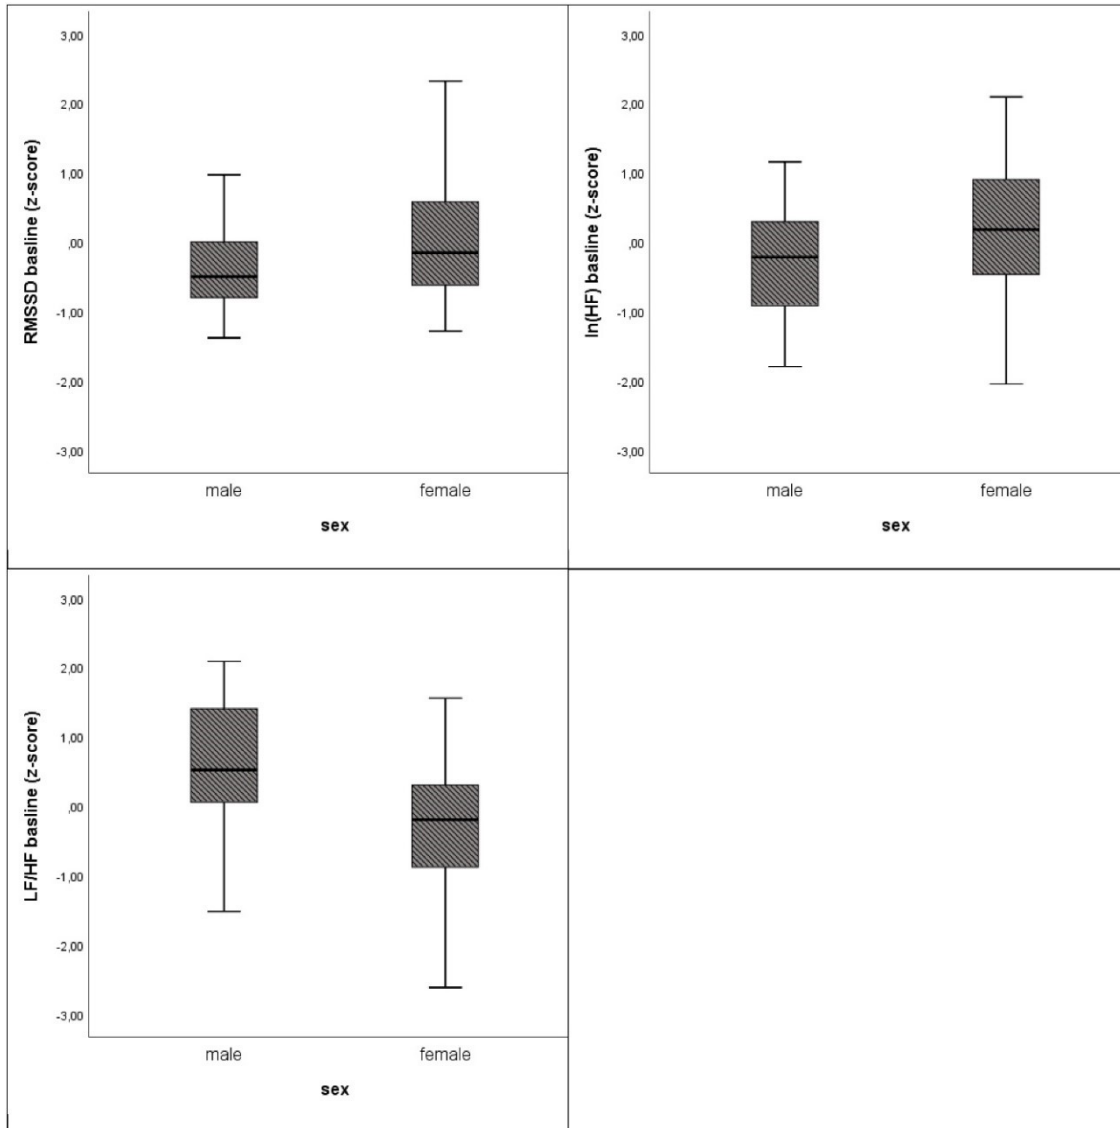 RMSSD basline (z-score)
3,00
2,00
1,00
,00
-1,00
-2,00
-3,00
male female
sex
ln(HF) basline (z-score)
3,00
2,00
1,00
,00
-1,00
-2,00
-3,00
male female
sex
LF/HF basline (z-score)
3,00
2,00
1,00
,00
-1,00
-2,00
-3,00
male female
sex